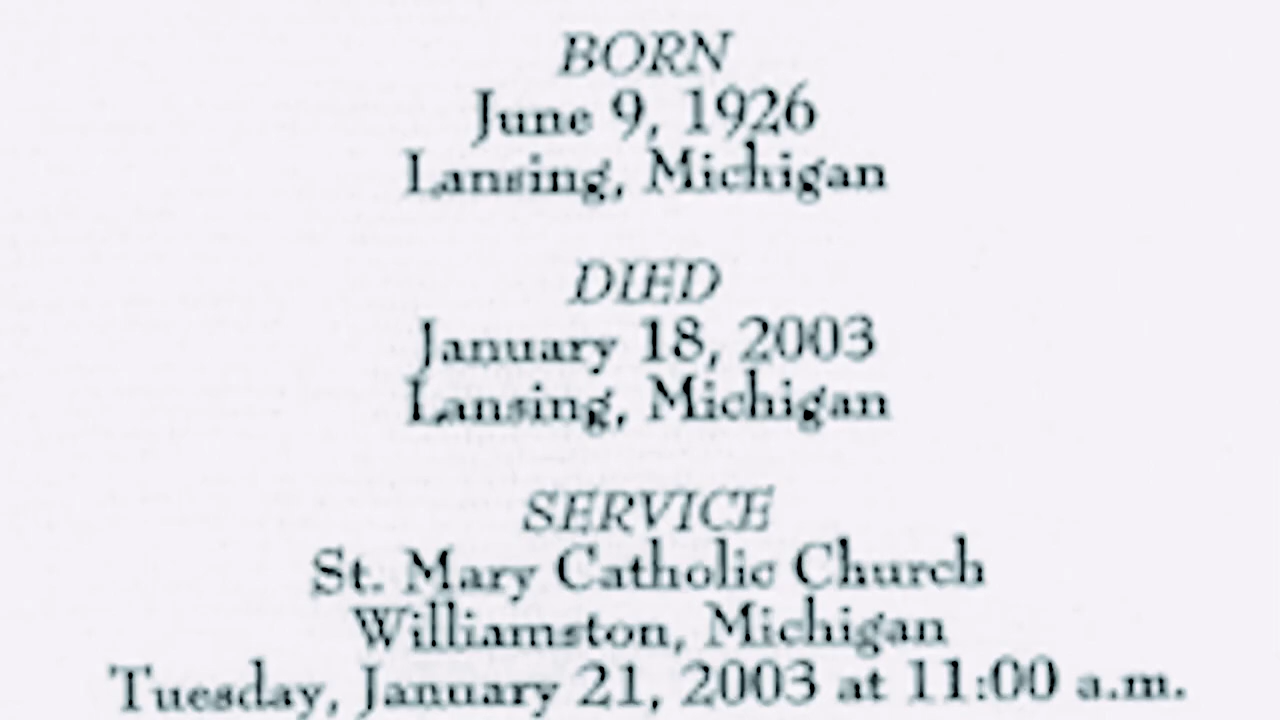 BORN
June 9, 1926
Lansing, Michigan
DIED
January 18, 2003
Lansing, Michigan
SERVICE
St. Mary Catholic Church
Williamston, Michigan
Tuesday, January 21, 2003 at 11:00 a.m.